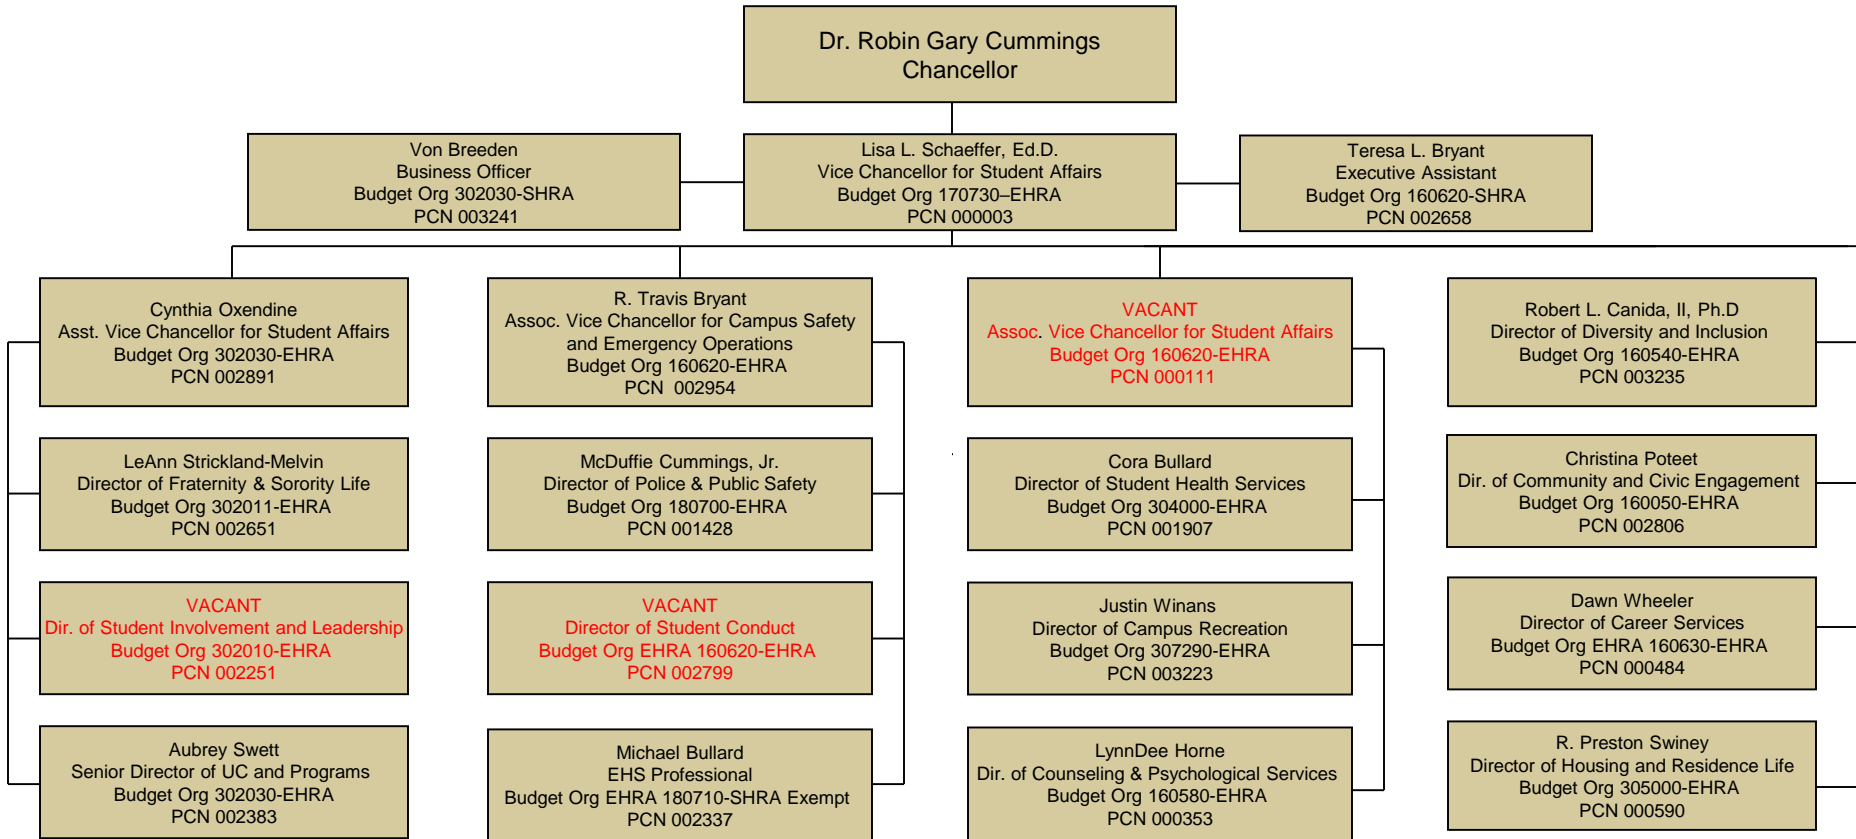 Dr. Robin Gary Cummings
Chancellor
Von Breeden
Business Officer
Budget Org 302030-SHRA
PCN 003241
Lisa L. Schaeffer, Ed.D.
Vice Chancellor for Student Affairs
Budget Org 170730–EHRA
PCN 000003
Teresa L. Bryant
Executive Assistant
Budget Org 160620-SHRA
PCN 002658
Cynthia Oxendine
Asst. Vice Chancellor for Student Affairs
Budget Org 302030-EHRA
PCN 002891
R. Travis Bryant
Assoc. Vice Chancellor for Campus Safety
and Emergency Operations
Budget Org 160620-EHRA
PCN 002954
VACANT
Assoc. Vice Chancellor for Student Affairs
Budget Org 160620-EHRA
PCN 000111
Robert L. Canida, II, Ph.D
Director of Diversity and Inclusion
Budget Org 160540-EHRA
PCN 003235
LeAnn Strickland-Melvin
Director of Fraternity & Sorority Life
Budget Org 302011-EHRA
PCN 002651
McDuffie Cummings, Jr.
Director of Police & Public Safety
Budget Org 180700-EHRA
PCN 001428
Cora Bullard
Director of Student Health Services
Budget Org 304000-EHRA
PCN 001907
Christina Poteet
Dir. of Community and Civic Engagement
Budget Org 160050-EHRA
PCN 002806
VACANT
Dir. of Student Involvement and Leadership
Budget Org 302010-EHRA
PCN 002251
VACANT
Director of Student Conduct
Budget Org EHRA 160620-EHRA
PCN 002799
Justin Winans
Director of Campus Recreation
Budget Org 307290-EHRA
PCN 003223
Dawn Wheeler
Director of Career Services
Budget Org EHRA 160630-EHRA
PCN 000484
Aubrey Swett
Senior Director of UC and Programs
Budget Org 302030-EHRA
PCN 002383
Michael Bullard
EHS Professional
Budget Org EHRA 180710-SHRA Exempt
PCN 002337
LynnDee Horne
Dir. of Counseling & Psychological Services
Budget Org 160580-EHRA
PCN 000353
R. Preston Swiney
Director of Housing and Residence Life
Budget Org 305000-EHRA
PCN 000590